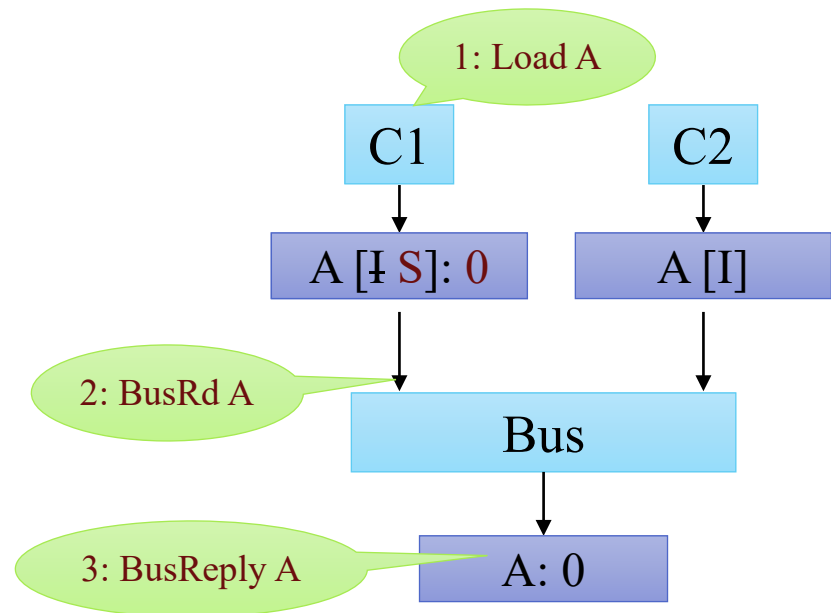 1: Load A
C1
C2
A [I S]: 0
A [I]
2: BusRd A
Bus
3: BusReply A
A: 0